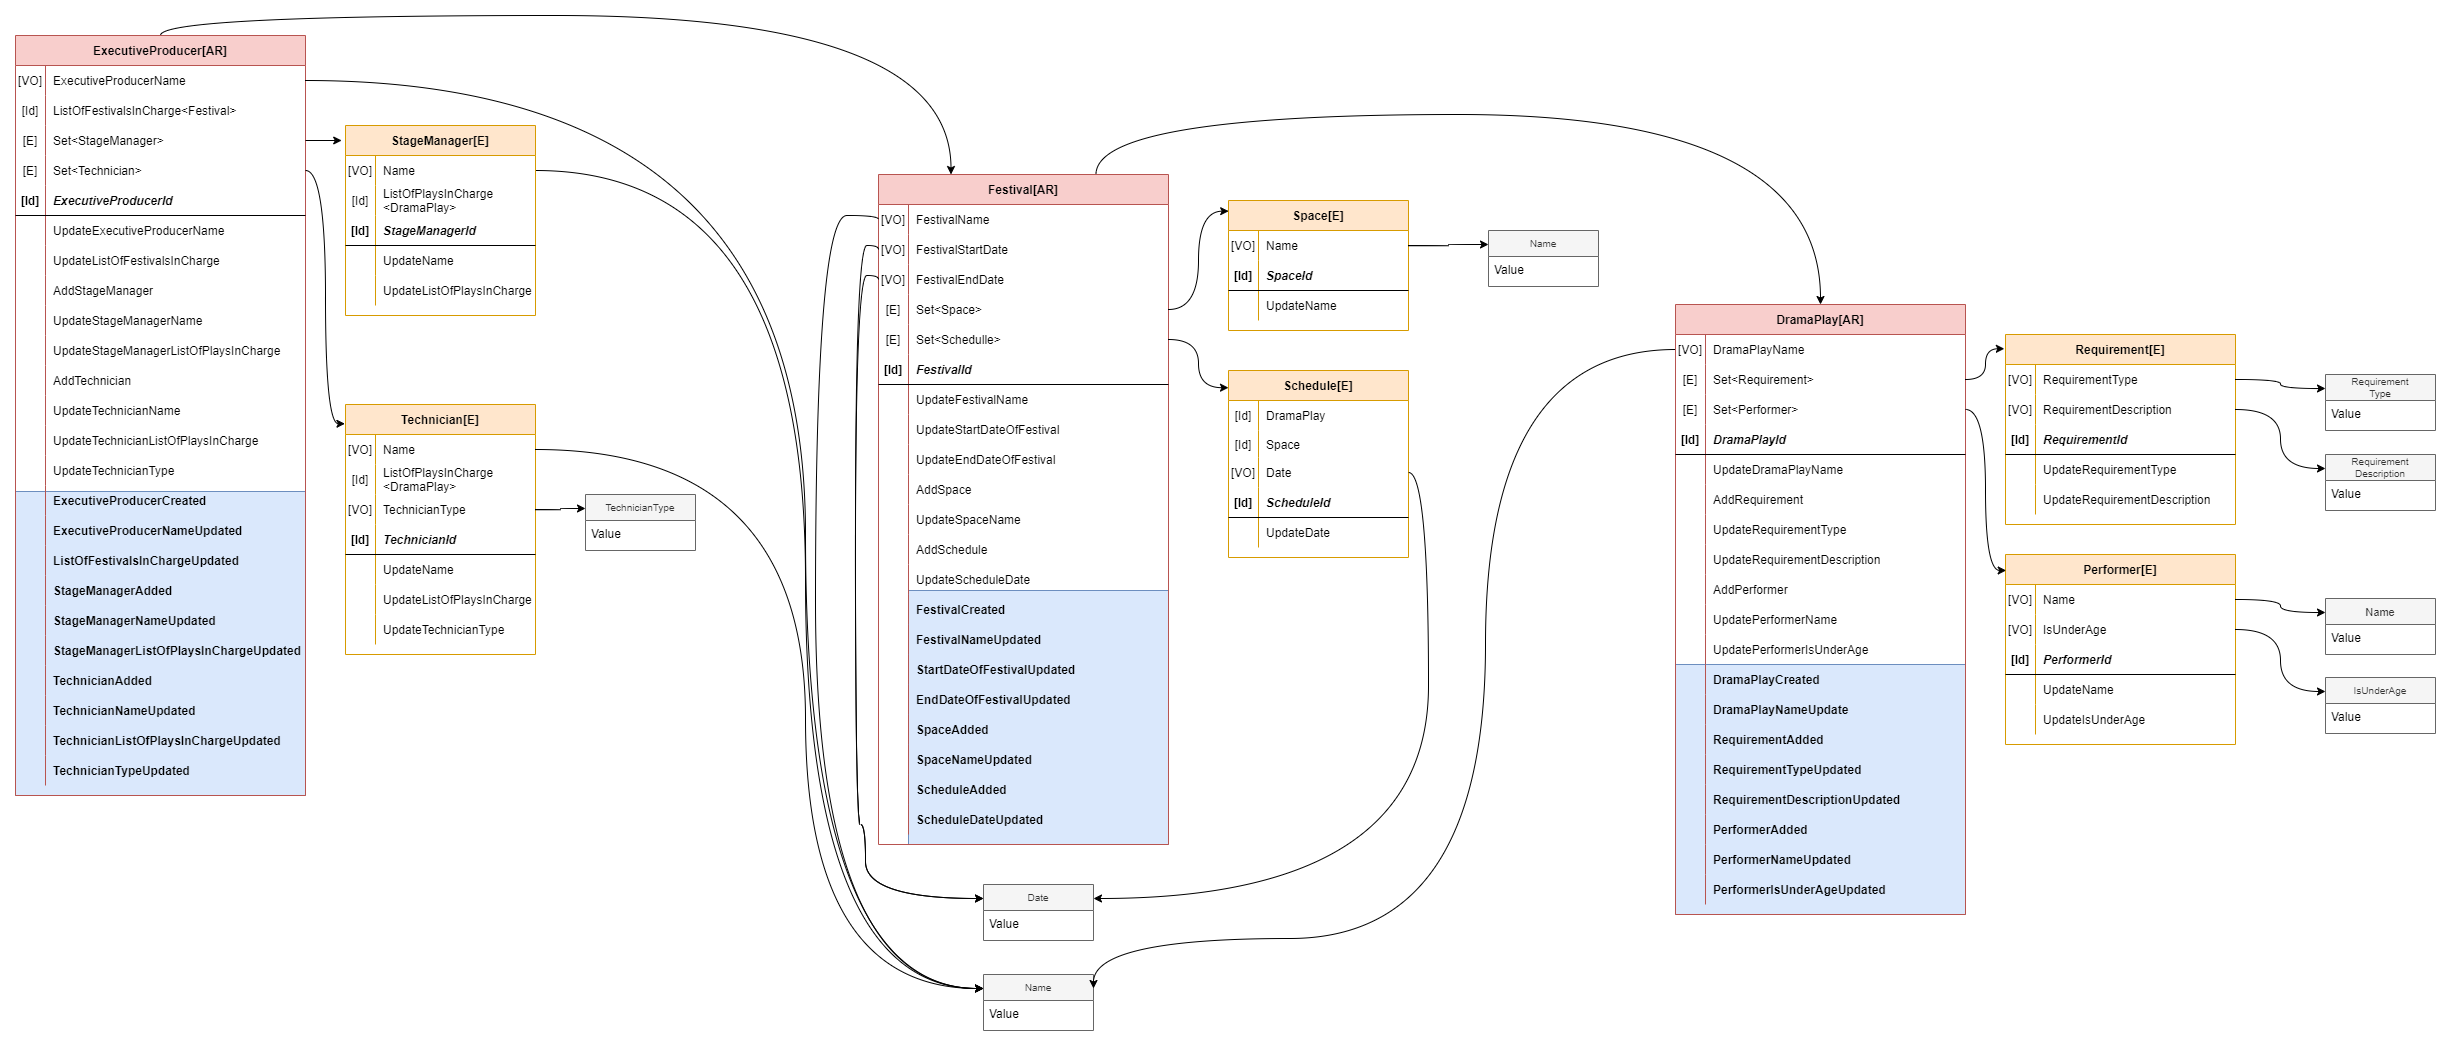 ExecutiveProducer[AR]
[VO] ExecutiveProducerName
[Id] ListOfFestivalsInCharge<Festival>
[E] Set<StageManager>
[E] Set<Technician>
[Id] ExecutiveProducerId
UpdateExecutiveProducerName
UpdateListOfFestivalsInCharge
AddStageManager
UpdateStageManagerName
UpdateStageManagerListOfPlaysInCharge
AddTechnician
UpdateTechnicianName
UpdateTechnicianListOfPlaysInCharge
UpdateTechnicianType
ExecutiveProducerCreated
ExecutiveProducerNameUpdated
ListOfFestivalsInChargeUpdated
StageManagerAdded
StageManagerNameUpdated
StageManagerListOfPlaysInChargeUpdated
TechnicianAdded
TechnicianNameUpdated
TechnicianListOfPlaysInChargeUpdated
TechnicianTypeUpdated
StageManager[E]
[VO] Name
[Id] ListOfPlaysInCharge
<DramaPlay>
[Id] StageManagerId
UpdateName
UpdateListOfPlaysInCharge
Technician[E]
[VO] Name
[Id] ListOfPlaysInCharge
<DramaPlay>
[VO] TechnicianType
[Id] TechnicianId
UpdateName
UpdateListOfPlaysInCharge
UpdateTechnicianType
TechnicianType
Value
Festival[AR]
[VO] FestivalName
[VO] FestivalStartDate
[VO] FestivalEndDate
[E] Set<Space>
[E] Set<Schedulle>
[Id] FestivalId
UpdateFestivalName
UpdateStartDateOfFestival
UpdateEndDateOfFestival
AddSpace
UpdateSpaceName
AddSchedule
UpdateScheduleDate
FestivalCreated
FestivalNameUpdated
StartDateOfFestivalUpdated
EndDateOfFestivalUpdated
SpaceAdded
SpaceNameUpdated
ScheduleAdded
ScheduleDateUpdated
Date
Value
Name
Value
Space[E]
[VO] Name
[Id] SpaceId
UpdateName
Name
Value
Schedule[E]
[Id] DramaPlay
[Id] Space
[VO] Date
[Id] ScheduleId
UpdateDate
DramaPlay[AR]
[VO] DramaPlayName
[E] Set<Requirement>
[E] Set<Performer>
[Id] DramaPlayId
UpdateDramaPlayName
AddRequirement
UpdateRequirementType
UpdateRequirementDescription
AddPerformer
UpdatePerformerName
UpdatePerformerIsUnderAge
DramaPlayCreated
DramaPlayNameUpdate
RequirementAdded
RequirementTypeUpdated
RequirementDescriptionUpdated
PerformerAdded
PerformerNameUpdated
PerformerIsUnderAgeUpdated
Requirement[E]
[VO] RequirementType
[VO] RequirementDescription
[Id] RequirementId
UpdateRequirementType
UpdateRequirementDescription
Requirement
Type
Value
Requirement
Description
Value
Performer[E]
[VO] Name
[VO] IsUnderAge
[Id] PerformerId
UpdateName
UpdateIsUnderAge
Name
Value
IsUnderAge
Value